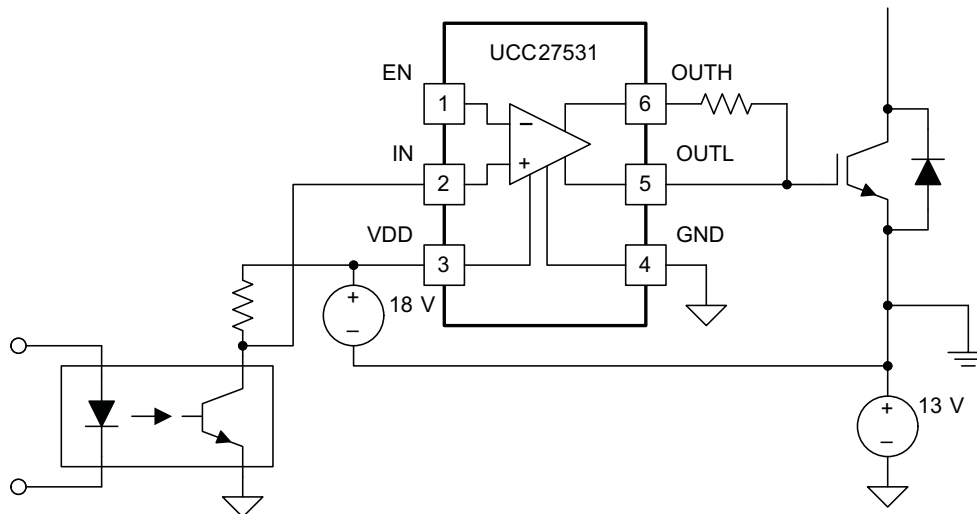 UCC27531
EN
OUTH
1
6
IN
OUTL
2
5
VDD
GND
3
4
18 V
13 V